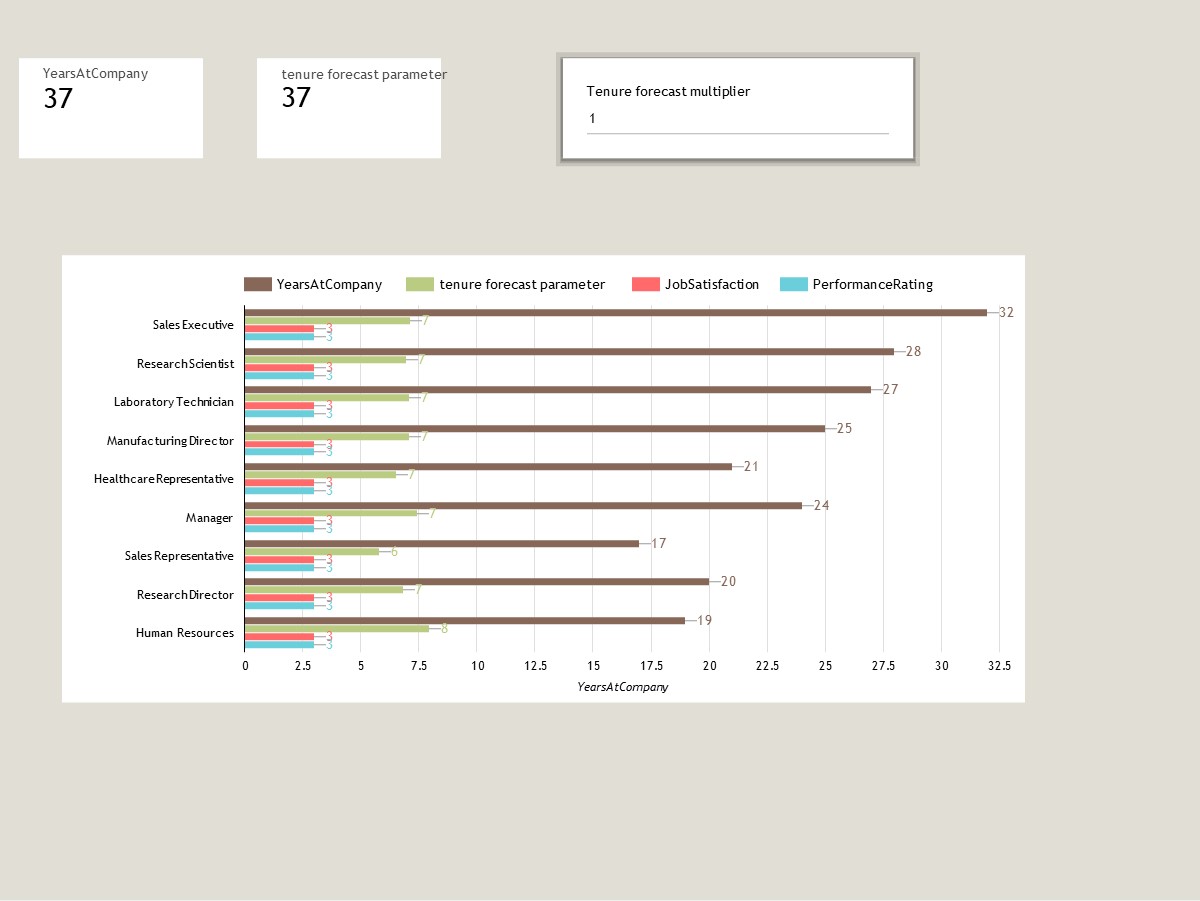 YearsAtCompany
37
tenure forecast parameter
37
Tenure forecast multiplier
1
YearsAtCompany tenure forecast parameter JobSatisfaction PerformanceRating
Sales Executive 32 7 3 3
Research Scientist 28 7 3 3
Laboratory Technician 27 7 3 3
Manufacturing Director 25 7 3 3
Healthcare Representative 21 7 3 3
Manager 24 7 3 3
Sales Representative 17 6 3 3
Research Director 20 7 3 3
Human Resources 19 8 3 3
0 2.5 5 7.5 10 12.5 15 17.5 20 22.5 25 27.5 30 32.5
YearsAtCompany